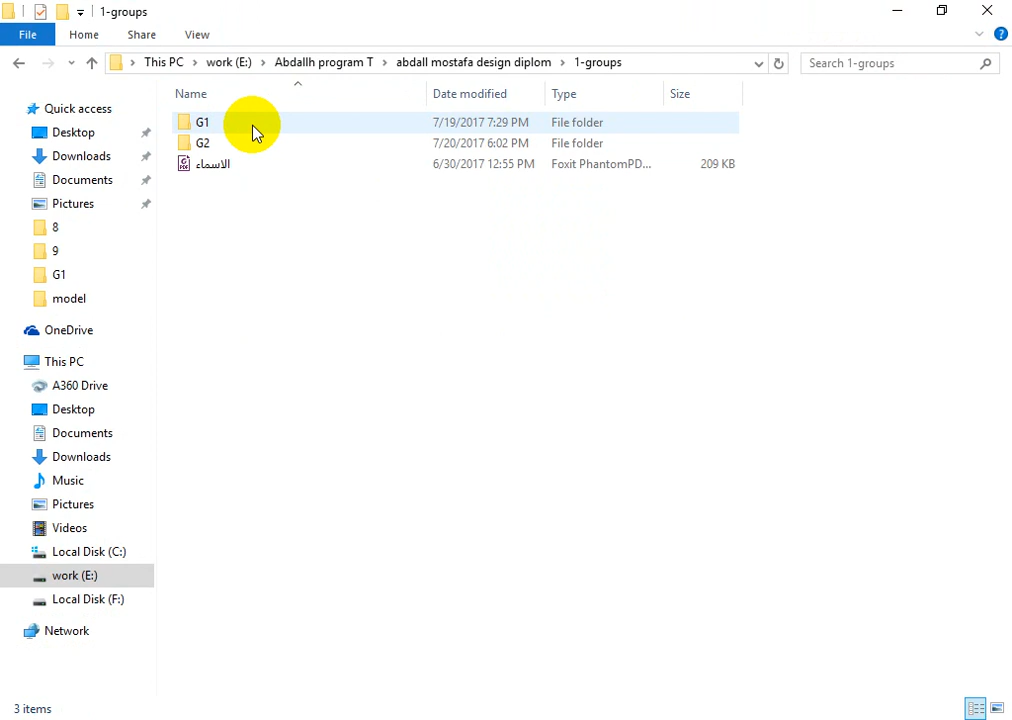 1-groups
File Home Share View
This PC work (E:) Abdallh program T abdall mostafa design diplom 1-groups
Search 1-groups
Name Date modified Type Size
G1 7/19/2017 7:29 PM File folder
G2 7/20/2017 6:02 PM File folder
الاسماء 6/30/2017 12:55 PM Foxit PhantomPD... 209 KB
Quick access
Desktop
Downloads
Documents
Pictures
8
9
G1
model
OneDrive
This PC
A360 Drive
Desktop
Documents
Downloads
Music
Pictures
Videos
Local Disk (C:)
work (E:)
Local Disk (F:)
Network
3 items